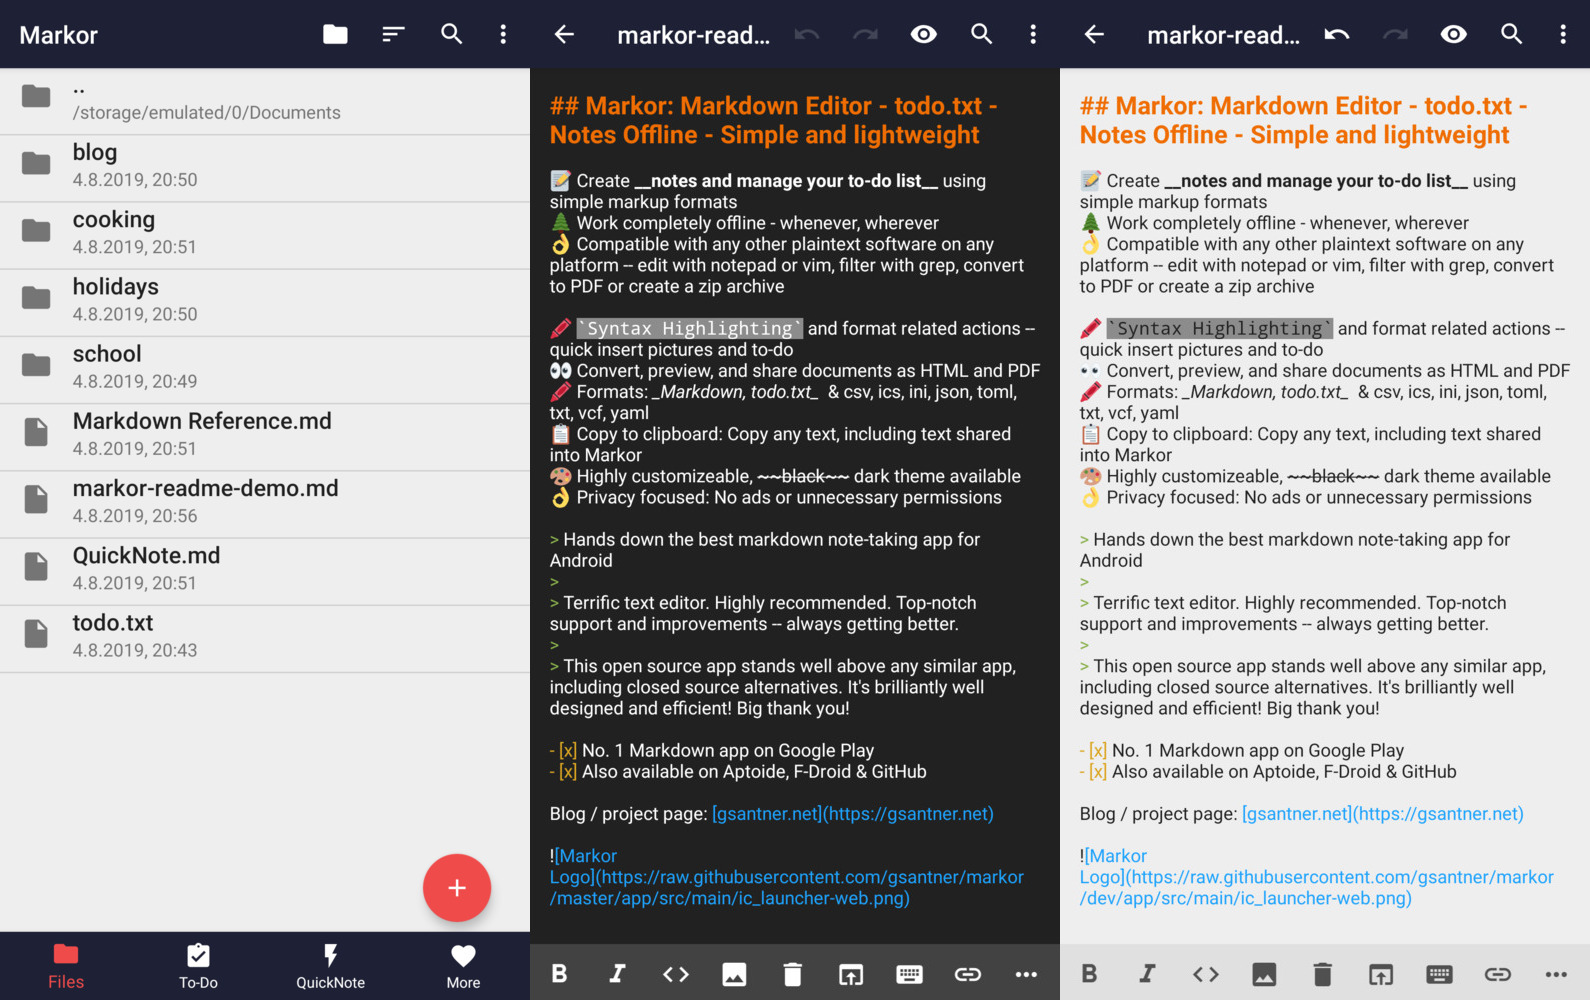 Markor
..
/storage/emulated/0/Documents
blog
4.8.2019, 20:50
cooking
4.8.2019, 20:51
holidays
4.8.2019, 20:50
school
4.8.2019, 20:49
Markdown Reference.md
4.8.2019, 20:51
markor-readme-demo.md
4.8.2019, 20:56
QuickNote.md
4.8.2019, 20:51
todo.txt
4.8.2019, 20:43
+
Files
To-Do
QuickNote
More
markor-read...
## Markor: Markdown Editor - todo.txt -
Notes Offline - Simple and lightweight
📝 Create __notes and manage your to-do list__ using
simple markup formats
🌲 Work completely offline - whenever, wherever
👌 Compatible with any other plaintext software on any
platform -- edit with notepad or vim, filter with grep, convert
to PDF or create a zip archive
🖍 `Syntax Highlighting` and format related actions --
quick insert pictures and to-do
👀 Convert, preview, and share documents as HTML and PDF
🖍 Formats: _Markdown, todo.txt_ & csv, ics, ini, json, toml,
txt, vcf, yaml
📋 Copy to clipboard: Copy any text, including text shared
into Markor
🎨 Highly customizeable, ~~black~~ dark theme available
👌 Privacy focused: No ads or unnecessary permissions
> Hands down the best markdown note-taking app for
Android
>
> Terrific text editor. Highly recommended. Top-notch
support and improvements -- always getting better.
>
> This open source app stands well above any similar app,
including closed source alternatives. It's brilliantly well
designed and efficient! Big thank you!
- [x] No. 1 Markdown app on Google Play
- [x] Also available on Aptoide, F-Droid & GitHub
Blog / project page: [gsantner.net](https://gsantner.net)
![Markor
Logo](https://raw.githubusercontent.com/gsantner/markor
/master/app/src/main/ic_launcher-web.png)
B I <> ...
markor-read...
## Markor: Markdown Editor - todo.txt -
Notes Offline - Simple and lightweight
📝 Create __notes and manage your to-do list__ using
simple markup formats
🌲 Work completely offline - whenever, wherever
👌 Compatible with any other plaintext software on any
platform -- edit with notepad or vim, filter with grep, convert
to PDF or create a zip archive
🖍 `Syntax Highlighting` and format related actions --
quick insert pictures and to-do
👀 Convert, preview, and share documents as HTML and PDF
🖍 Formats: _Markdown, todo.txt_ & csv, ics, ini, json, toml,
txt, vcf, yaml
📋 Copy to clipboard: Copy any text, including text shared
into Markor
🎨 Highly customizeable, ~~black~~ dark theme available
👌 Privacy focused: No ads or unnecessary permissions
> Hands down the best markdown note-taking app for
Android
>
> Terrific text editor. Highly recommended. Top-notch
support and improvements -- always getting better.
>
> This open source app stands well above any similar app,
including closed source alternatives. It's brilliantly well
designed and efficient! Big thank you!
- [x] No. 1 Markdown app on Google Play
- [x] Also available on Aptoide, F-Droid & GitHub
Blog / project page: [gsantner.net](https://gsantner.net)
![Markor
Logo](https://raw.githubusercontent.com/gsantner/markor
/dev/app/src/main/ic_launcher-web.png)
B I <> ...